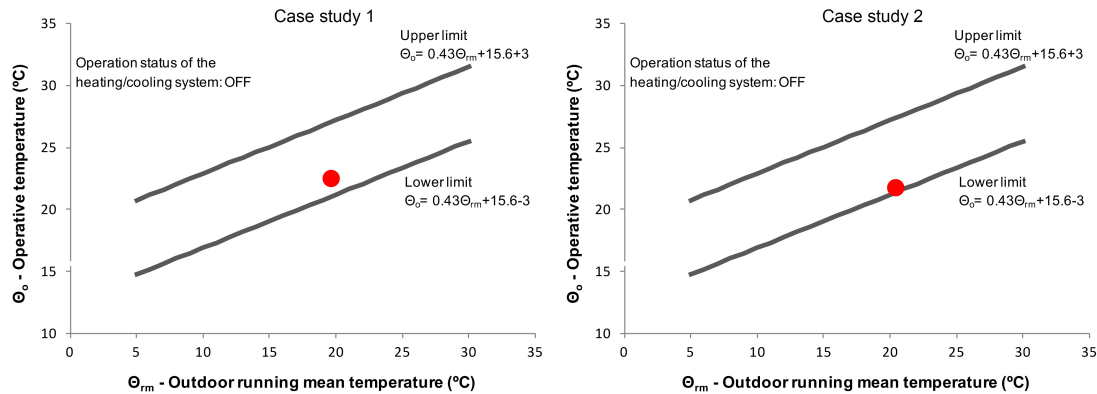 Case study 1
35
30
25
20
15
10
0
5
10
15
20
25
30
35
Θo - Operative temperature (ºC)
Θrm - Outdoor running mean temperature (ºC)
Operation status of the
heating/cooling system: OFF
Upper limit
Θo= 0.43Θrm+15.6+3
Lower limit
Θo= 0.43Θrm+15.6-3
Case study 2
35
30
25
20
15
10
0
5
10
15
20
25
30
35
Θo - Operative temperature (ºC)
Θrm - Outdoor running mean temperature (ºC)
Operation status of the
heating/cooling system: OFF
Upper limit
Θo= 0.43Θrm+15.6+3
Lower limit
Θo= 0.43Θrm+15.6-3